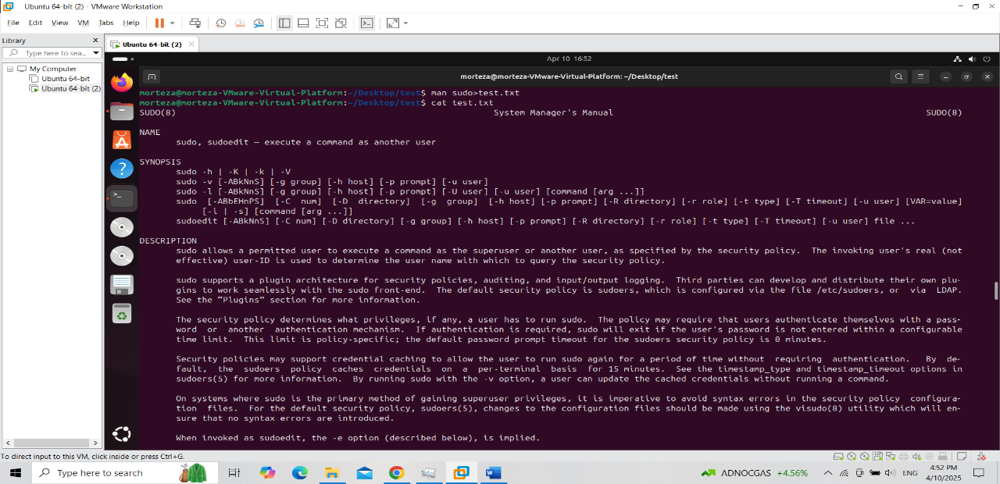 Ubuntu 64-bit (2) - VMware Workstation
File Edit View VM Tabs Help
Library
Type here to sea...
My Computer
Ubuntu 64-bit
Ubuntu 64-bit (2)
Ubuntu 64-bit (2)
Apr 10 16:52
morteza@morteza-VMware-Virtual-Platform: ~/Desktop/test
morteza@morteza-VMware-Virtual-Platform:~/Desktop/test$ man sudo>test.txt
morteza@morteza-VMware-Virtual-Platform:~/Desktop/test$ cat test.txt
SUDO(8) System Manager's Manual SUDO(8)
NAME
sudo, sudoedit — execute a command as another user
SYNOPSIS
sudo -h | -K | -k | -V
sudo -v [-ABkNnS] [-g group] [-h host] [-p prompt] [-u user]
sudo -l [-ABkNnS] [-g group] [-h host] [-p prompt] [-U user] [-u user] [command [arg ...]]
sudo [-ABbEHnPS] [-C num] [-D directory] [-g group] [-h host] [-p prompt] [-R directory] [-r role] [-t type] [-T timeout] [-u user] [VAR=value]
[-i | -s] [command [arg ...]]
sudoedit [-ABkNnS] [-C num] [-D directory] [-g group] [-h host] [-p prompt] [-R directory] [-r role] [-t type] [-T timeout] [-u user] file ...
DESCRIPTION
sudo allows a permitted user to execute a command as the superuser or another user, as specified by the security policy. The invoking user's real (not
effective) user-ID is used to determine the user name with which to query the security policy.
sudo supports a plugin architecture for security policies, auditing, and input/output logging. Third parties can develop and distribute their own plu-
gins to work seamlessly with the sudo front-end. The default security policy is sudoers, which is configured via the file /etc/sudoers, or via LDAP.
See the “Plugins” section for more information.
The security policy determines what privileges, if any, a user has to run sudo. The policy may require that users authenticate themselves with a pass-
word or another authentication mechanism. If authentication is required, sudo will exit if the user's password is not entered within a configurable
time limit. This limit is policy-specific; the default password prompt timeout for the sudoers security policy is 0 minutes.
Security policies may support credential caching to allow the user to run sudo again for a period of time without requiring authentication. By de-
fault, the sudoers policy caches credentials on a per-terminal basis for 15 minutes. See the timestamp_type and timestamp_timeout options in
sudoers(5) for more information. By running sudo with the -v option, a user can update the cached credentials without running a command.
On systems where sudo is the primary method of gaining superuser privileges, it is imperative to avoid syntax errors in the security policy configura-
tion files. For the default security policy, sudoers(5), changes to the configuration files should be made using the visudo(8) utility which will en-
sure that no syntax errors are introduced.
When invoked as sudoedit, the -e option (described below), is implied.
To direct input to this VM, click inside or press Ctrl+G.
Type here to search
ADNOCGAS +4.56%
ENG
4:52 PM
4/10/2025